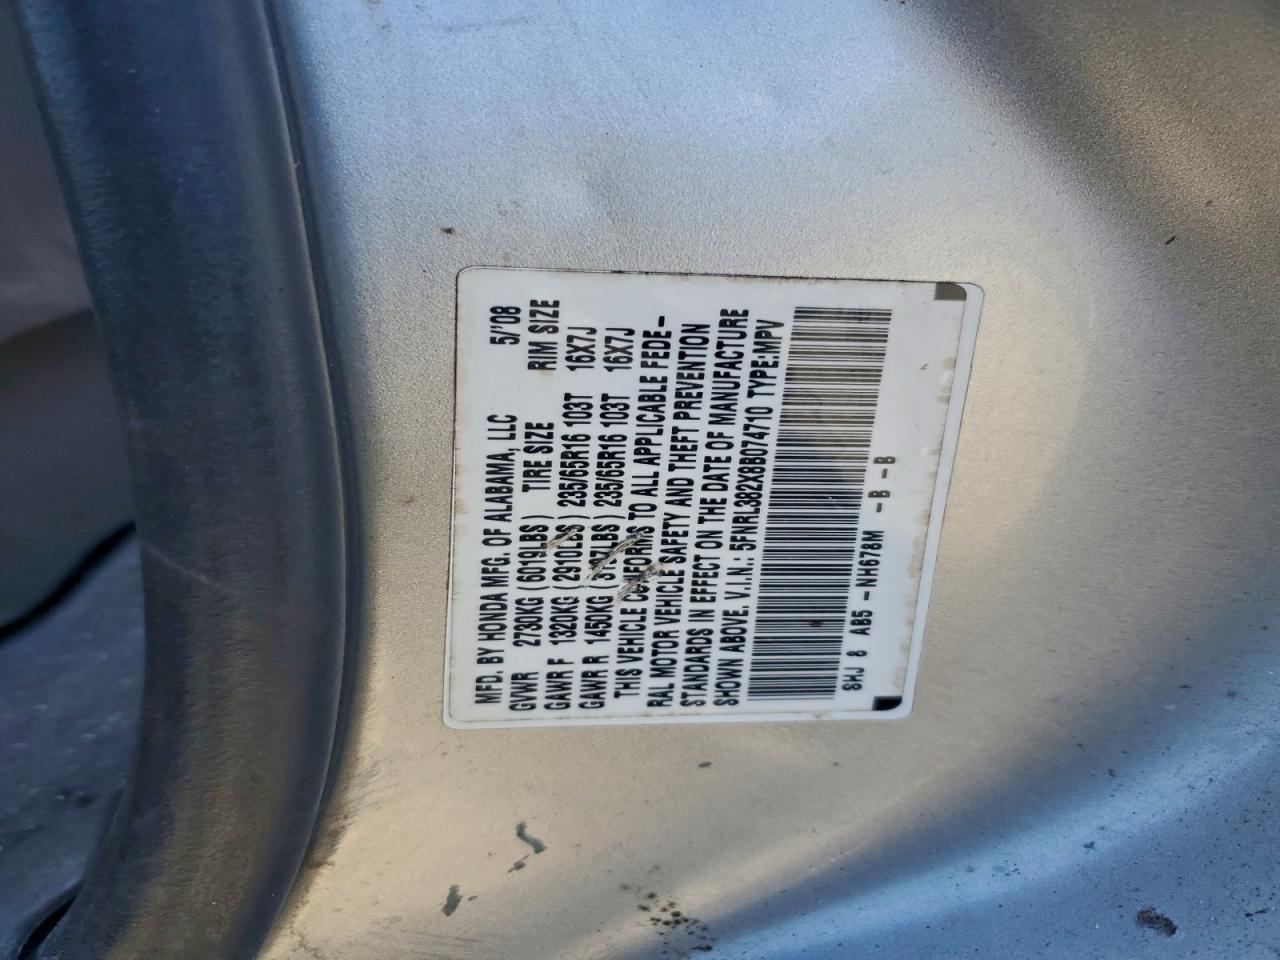 MFD. BY HONDA MFG. OF ALABAMA, LLC 5/'08
GVWR 2730KG (6019LBS) TIRE SIZE RIM SIZE
GAWR F 1320KG (2910LBS) 235/65R16 103T 16X7J
GAWR R 1450KG (3197LBS) 235/65R16 103T 16X7J
THIS VEHICLE CONFORMS TO ALL APPLICABLE FEDE-
RAL MOTOR VEHICLE SAFETY AND THEFT PREVENTION
STANDARDS IN EFFECT ON THE DATE OF MANUFACTURE
SHOWN ABOVE. V.I.N.: 5FNRL382X8B074710 TYPE:MPV
SHJ 8 AB5 -NH678M -B -B